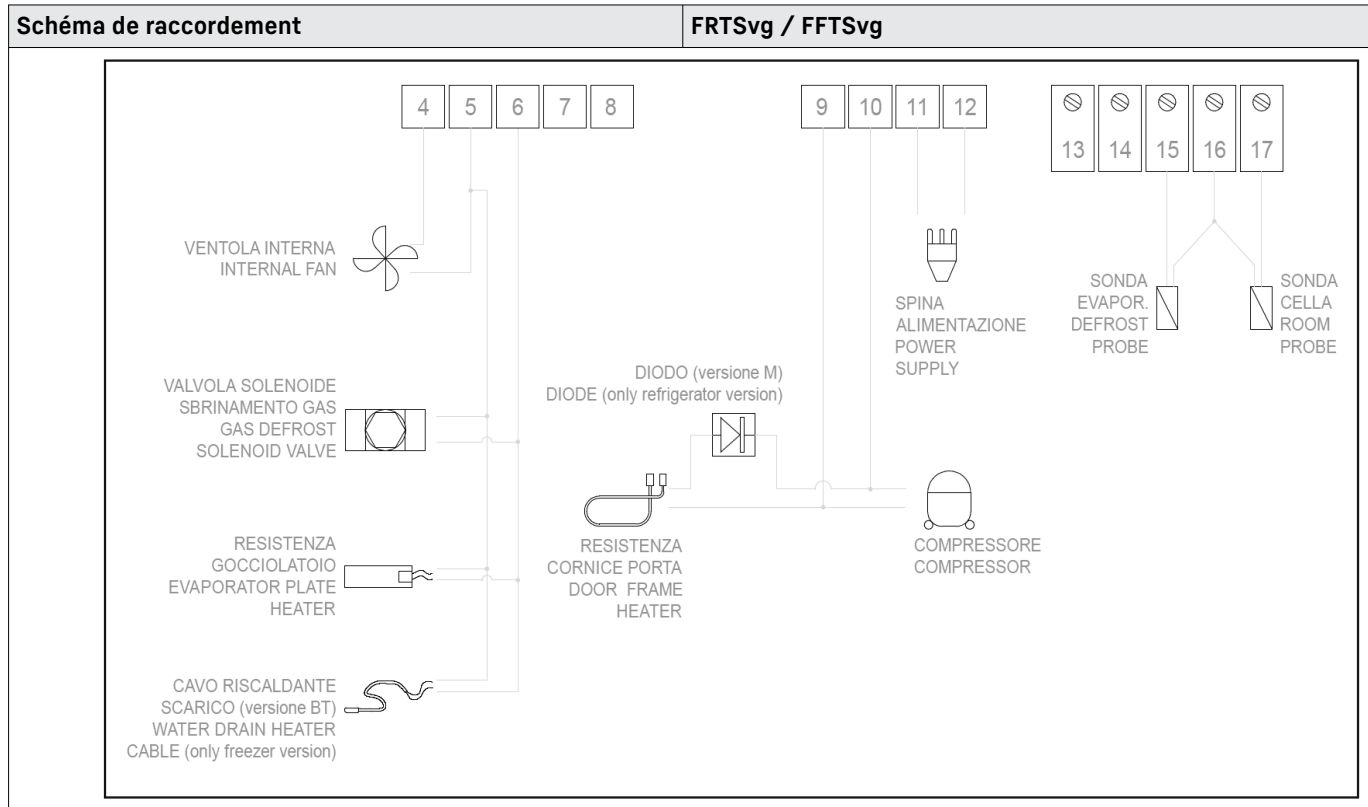 Schéma de raccordement
FRTSvg / FFTSvg
4 5 6 7 8
9 10 11 12
13 14 15 16 17
VENTOLA INTERNA
INTERNAL FAN
SPINA
ALIMENTAZIONE
POWER
SUPPLY
SONDA
EVAPOR.
DEFROST
PROBE
SONDA
CELLA
ROOM
PROBE
VALVOLA SOLENOIDE
SBRINAMENTO GAS
GAS DEFROST
SOLENOID VALVE
DIODO (versione M)
DIODE (only refrigerator version)
RESISTENZA
GOCCIOLATOIO
EVAPORATOR PLATE
HEATER
RESISTENZA
CORNICE PORTA
DOOR FRAME
HEATER
COMPRESSORE
COMPRESSOR
CAVO RISCALDANTE
SCARICO (versione BT)
WATER DRAIN HEATER
CABLE (only freezer version)